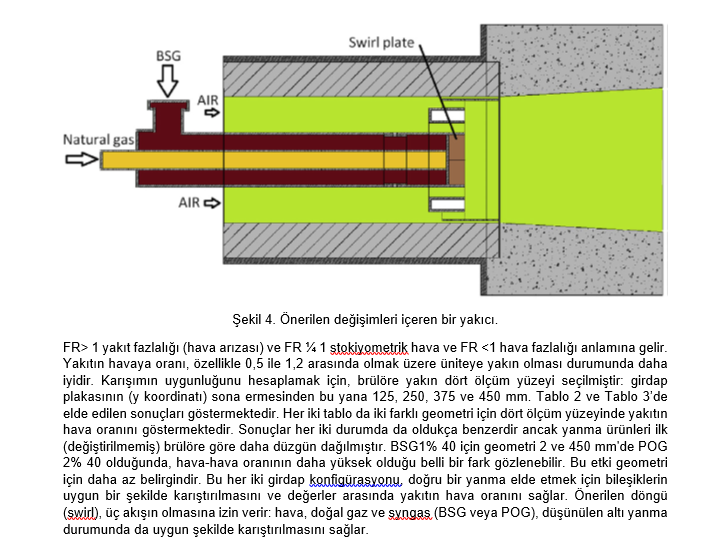 Swirl plate
BSG
AIR
Natural gas
AIR
Şekil 4. Önerilen değişimleri içeren bir yakıcı.
FR> 1 yakıt fazlalığı (hava arızası) ve FR ¼ 1 stokiyometrik hava ve FR <1 hava fazlalığı anlamına gelir.
Yakıtın havaya oranı, özellikle 0,5 ile 1,2 arasında olmak üzere üniteye yakın olması durumunda daha
iyidir. Karışımın uygunluğunu hesaplamak için, brülöre yakın dört ölçüm yüzeyi seçilmiştir: girdap
plakasının (y koordinatı) sona ermesinden bu yana 125, 250, 375 ve 450 mm. Tablo 2 ve Tablo 3'de
elde edilen sonuçları göstermektedir. Her iki tablo da iki farklı geometri için dört ölçüm yüzeyinde yakıtın
hava oranını göstermektedir. Sonuçlar her iki durumda da oldukça benzerdir ancak yanma ürünleri ilk
(değiştirilmemiş) brülöre göre daha düzgün dağılmıştır. BSG1% 40 için geometri 2 ve 450 mm'de POG
2% 40 olduğunda, hava-hava oranının daha yüksek olduğu belli bir fark gözlenebilir. Bu etki geometri
için daha az belirgindir. Bu her iki girdap konfigürasyonu, doğru bir yanma elde etmek için bileşiklerin
uygun bir şekilde karıştırılmasını ve değerler arasında yakıtın hava oranını sağlar. Önerilen döngü
(swirl), üç akışın olmasına izin verir: hava, doğal gaz ve syngas (BSG veya POG), düşünülen altı yanma
durumunda da uygun şekilde karıştırılmasını sağlar.